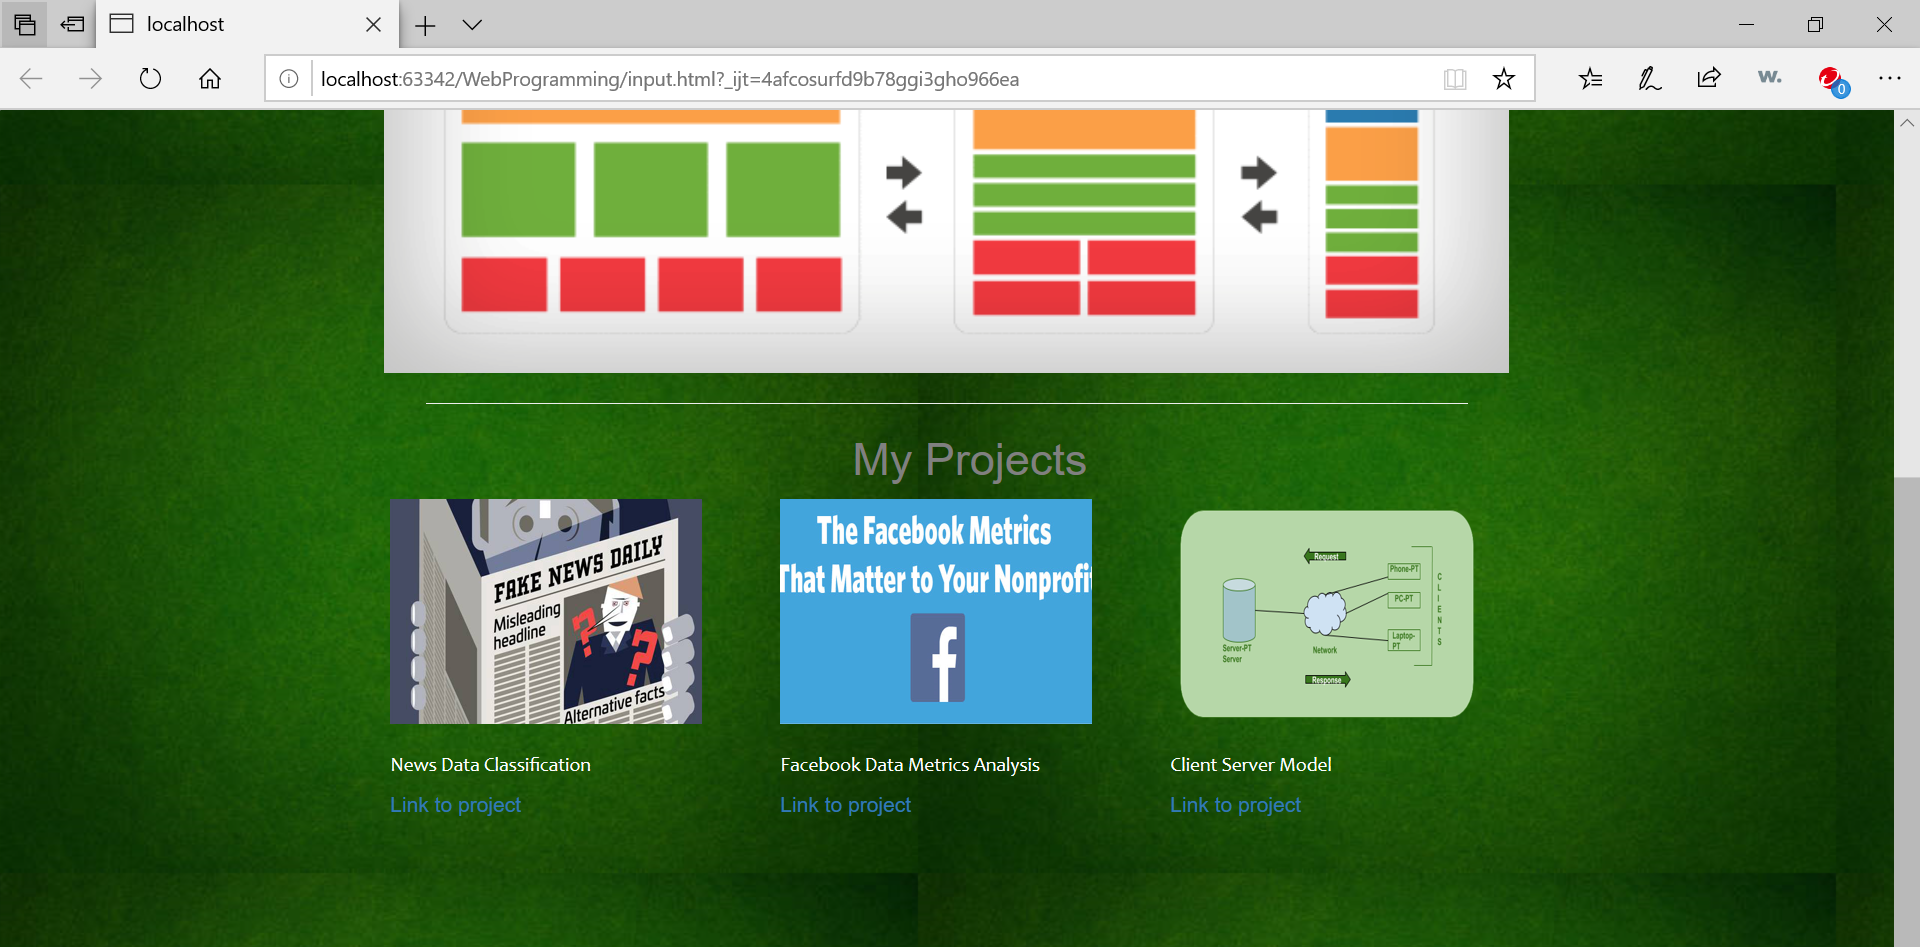 localhost
localhost:63342/WebProgramming/input.html?_ijt=4afcosurfd9b78ggi3gho966ea
w.
0
My Projects
FAKE NEWS DAILY
Misleading
headline
?
?
Alternative facts
The Facebook Metrics
That Matter to Your Nonprofit
f
Request
Phone-PT
PC-PT
Laptop-
PT
CLIENTS
Server-PT
Server
Network
Response
News Data Classification
Facebook Data Metrics Analysis
Client Server Model
Link to project
Link to project
Link to project